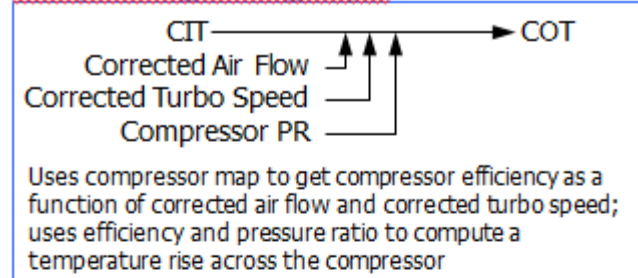 CIT COT
Corrected Air Flow
Corrected Turbo Speed
Compressor PR
Uses compressor map to get compressor efficiency as a
function of corrected air flow and corrected turbo speed;
uses efficiency and pressure ratio to compute a
temperature rise across the compressor